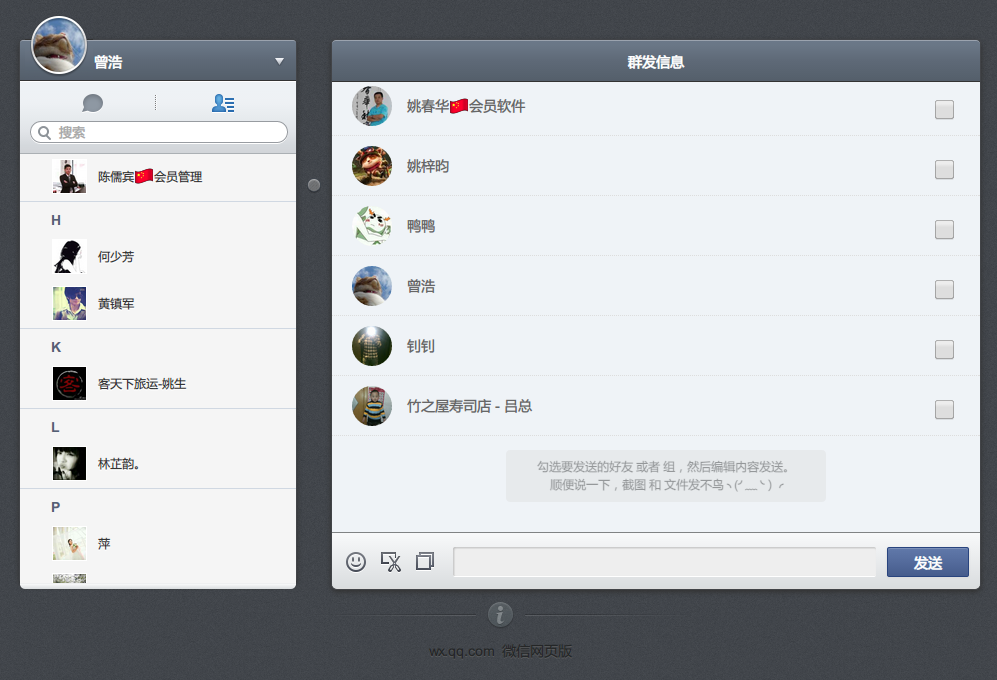 曾浩
搜索
陈儒宾🇨🇳会员管理
H
何少芳
黄镇军
K
客天下旅运-姚生
L
林芷韵。
P
萍
群发信息
姚春华🇨🇳会员软件
姚梓昀
鸭鸭
曾浩
钊钊
竹之屋寿司店 - 吕总
勾选要发送的好友 或者 组，然后编辑内容发送。
顺便说一下，截图 和 文件发不鸟ヽ(ˊ＿ˋ) ╭
发送
wx.qq.com 微信网页版